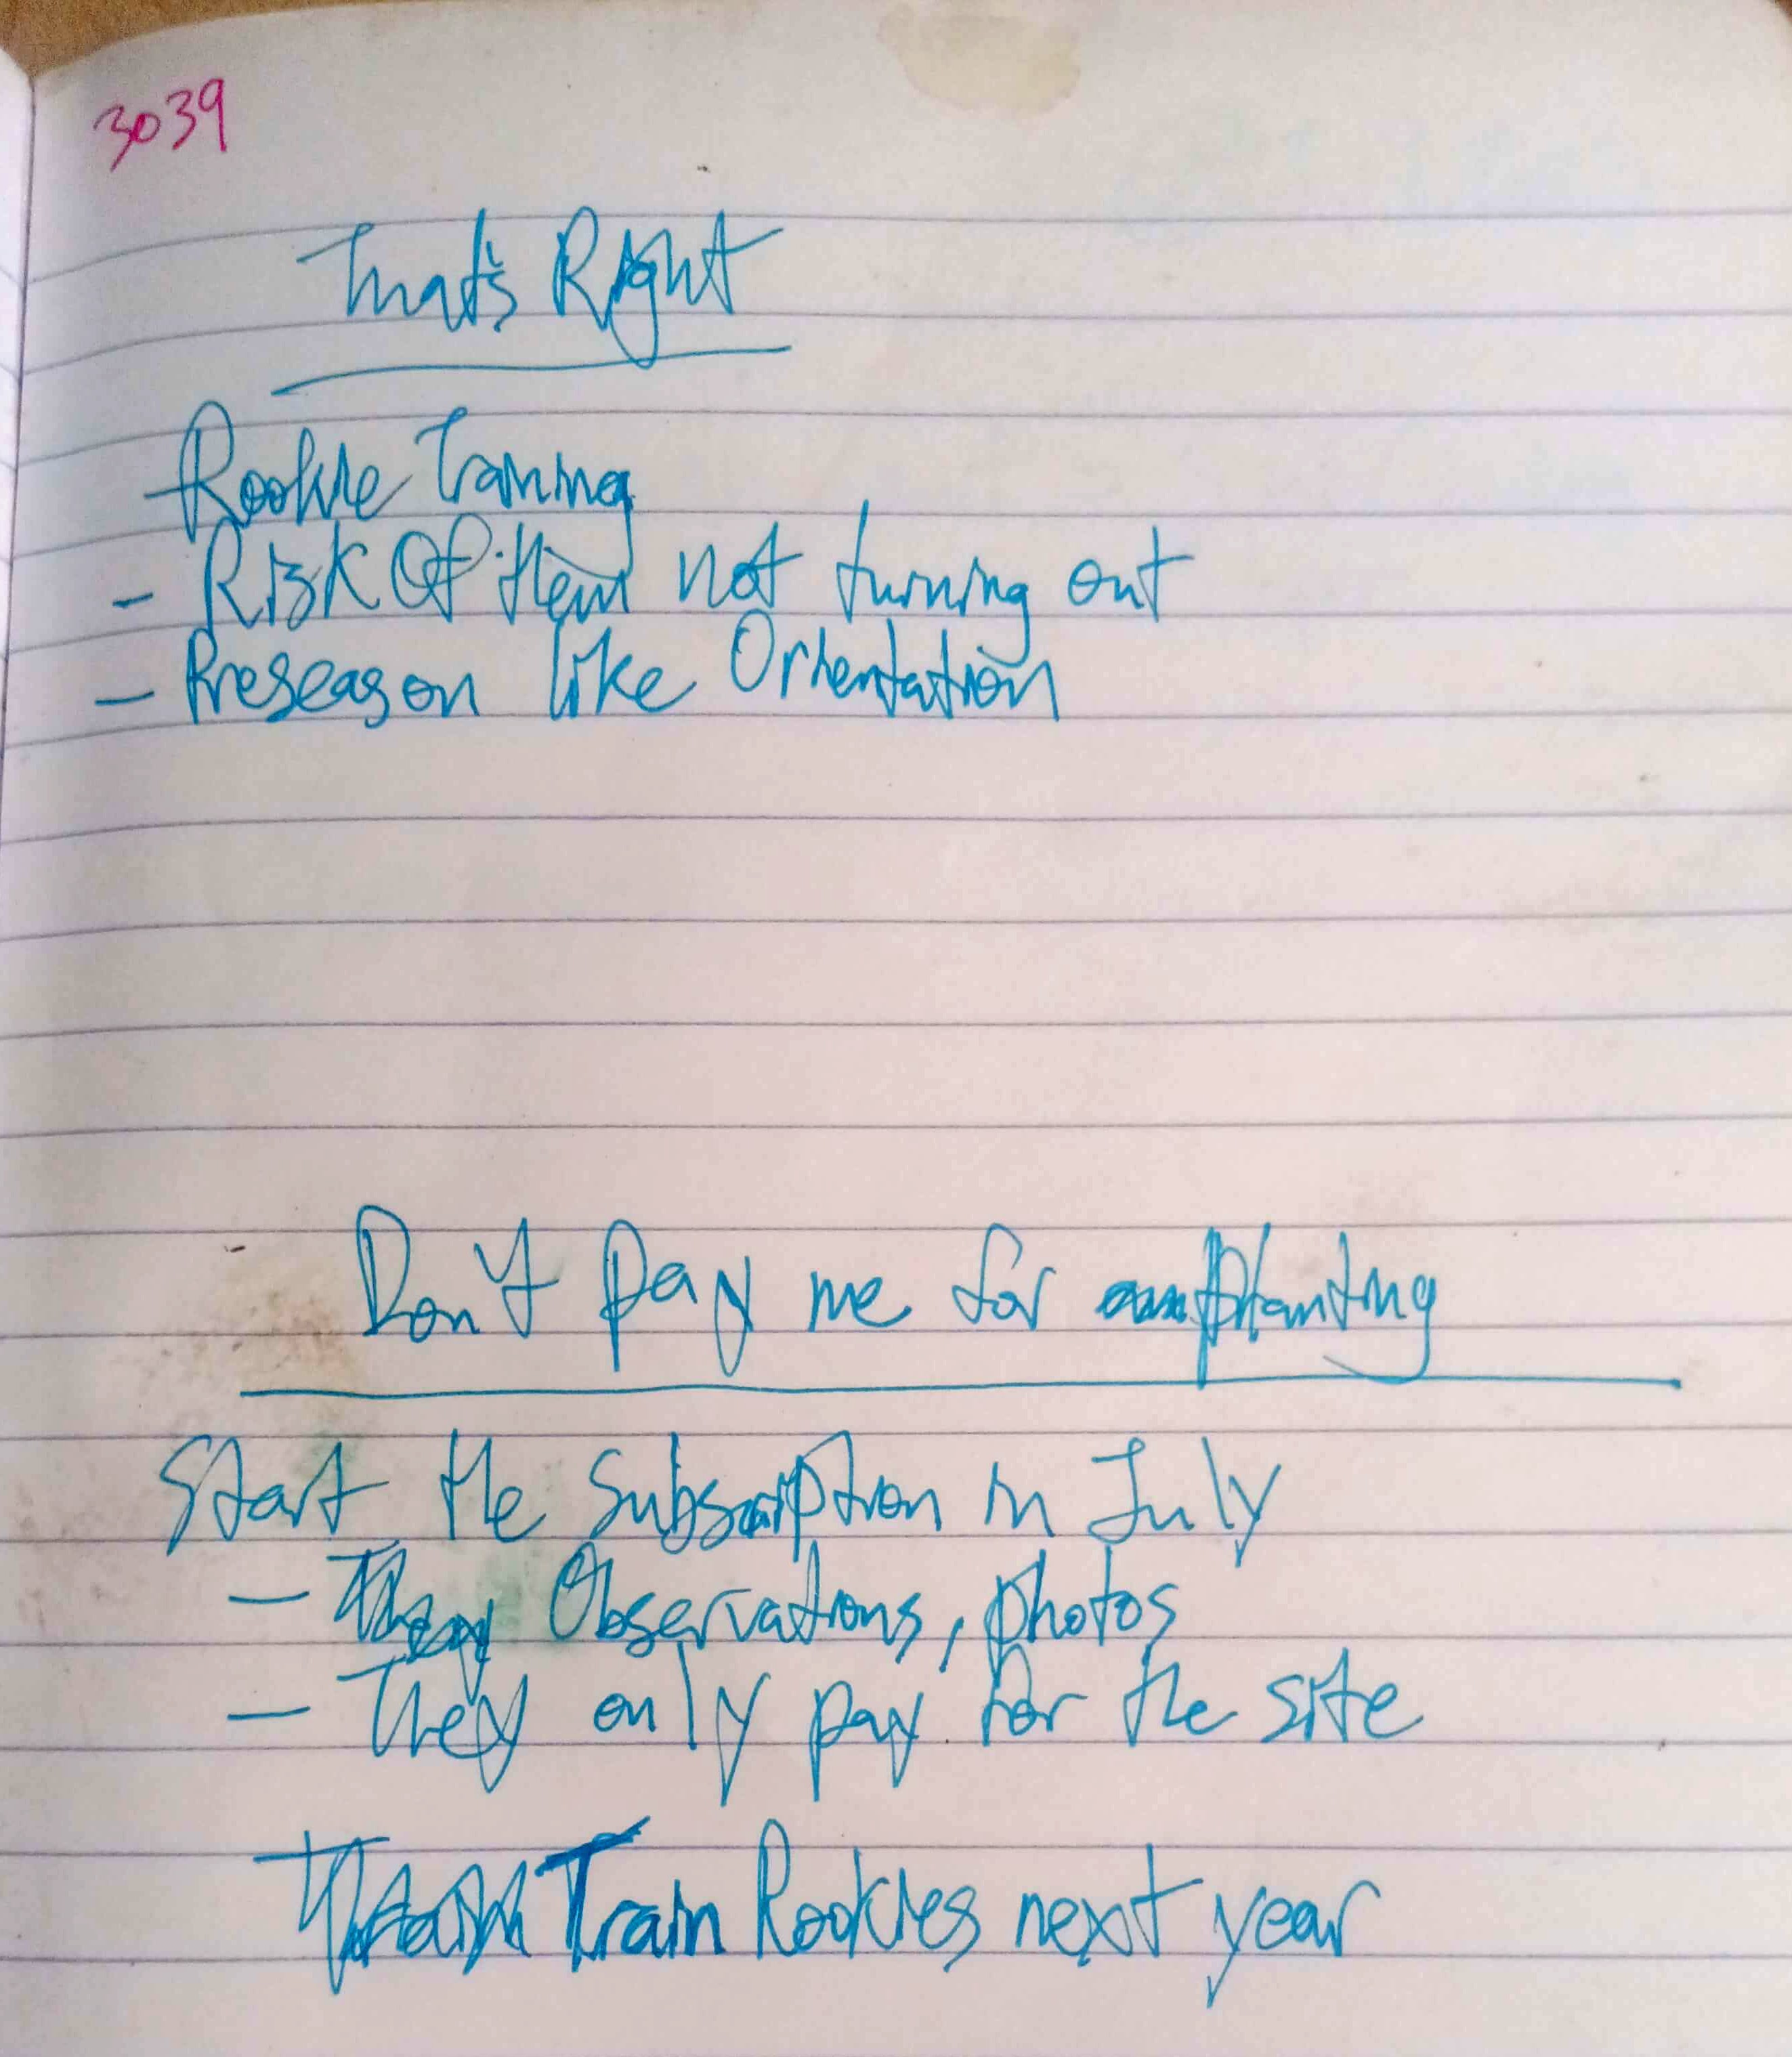 3039
That's Right
Rookie Training
- Risk Of them not turning out
- Preseason like Orientation
Don't pay me for planting
Start the Subscription in July
- Observations, photos
- They only pay for the site
Train Rookies next year